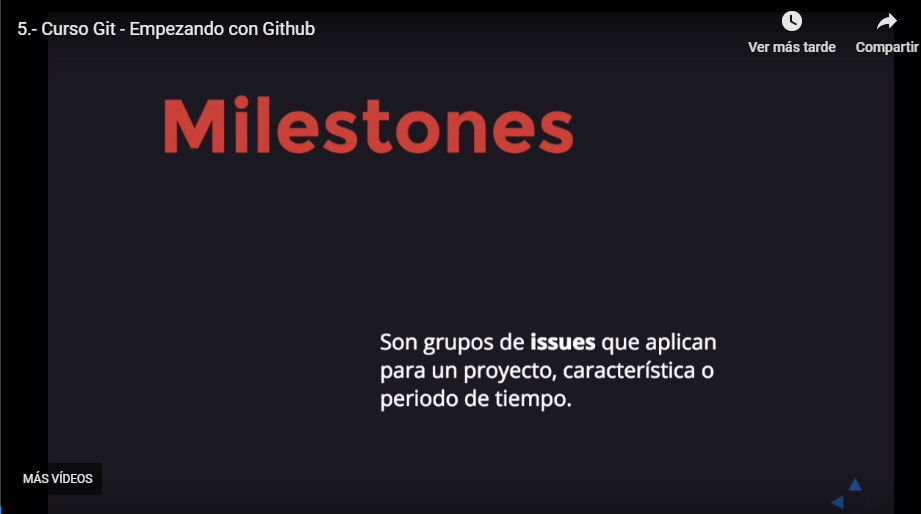 5.- Curso Git - Empezando con Github
Ver más tarde
Compartir
Milestones
Son grupos de issues que aplican
para un proyecto, característica o
periodo de tiempo.
MÁS VÍDEOS